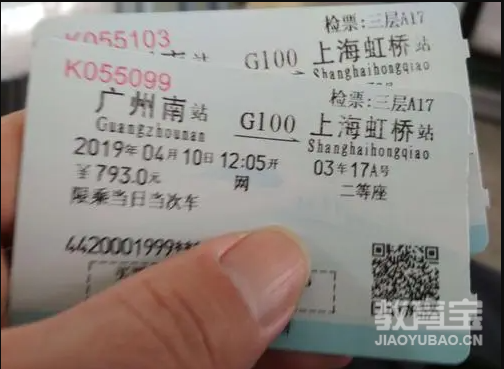 K055103
检票:三层A17
站
G100
上海虹桥站
Shanghaihongqiao
K055099
检票:三层A17
广州南站
G100
上海虹桥站
Guangzhounan
Shanghaihongqiao
2019年04月10日12:05开
03车17A号
¥793.0元
网
二等座
限乘当日当次车
4420001999**
教育宝
JIAOYUBAO.CN